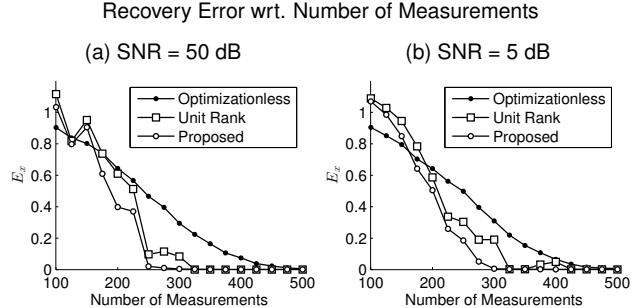 Recovery Error wrt. Number of Measurements
(a) SNR = 50 dB
(b) SNR = 5 dB
1
0.8
0.6
0.4
0.2
0
E_x
100
200
300
400
500
Number of Measurements
Optimizationless
Unit Rank
Proposed
1
0.8
0.6
0.4
0.2
0
E_x
100
200
300
400
500
Number of Measurements
Optimizationless
Unit Rank
Proposed